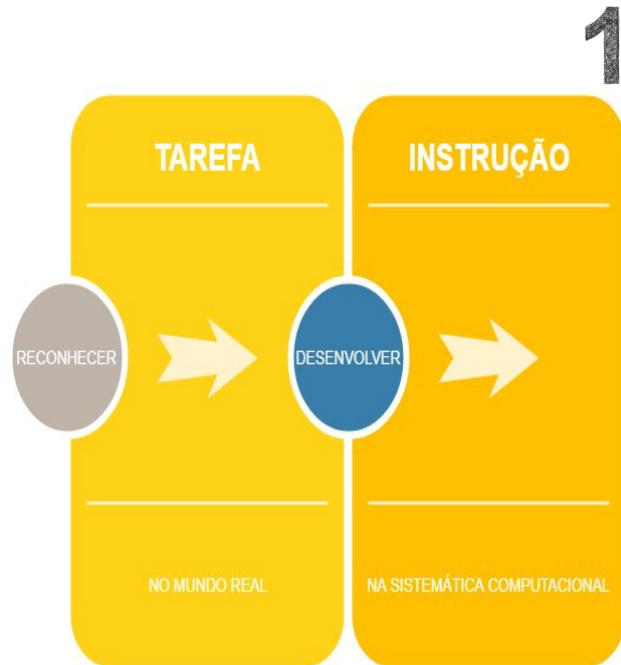 1
TAREFA
INSTRUÇÃO
RECONHECER
DESENVOLVER
NO MUNDO REAL
NA SISTEMÁTICA COMPUTACIONAL